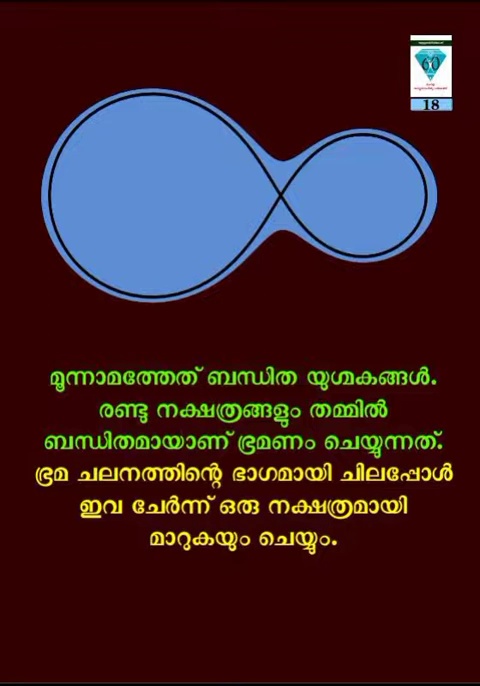 60
18
മൂന്നാമത്തേത് ബന്ധിത യുഗ്മകങ്ങൾ.
രണ്ടു നക്ഷത്രങ്ങളും തമ്മിൽ
ബന്ധിതമായാണ് ഭ്രമണം ചെയ്യുന്നത്.
ഭ്രമ ചലനത്തിന്റെ ഭാഗമായി ചിലപ്പോൾ
ഇവ ചേർന്ന് ഒരു നക്ഷത്രമായി
മാറുകയും ചെയ്യും.